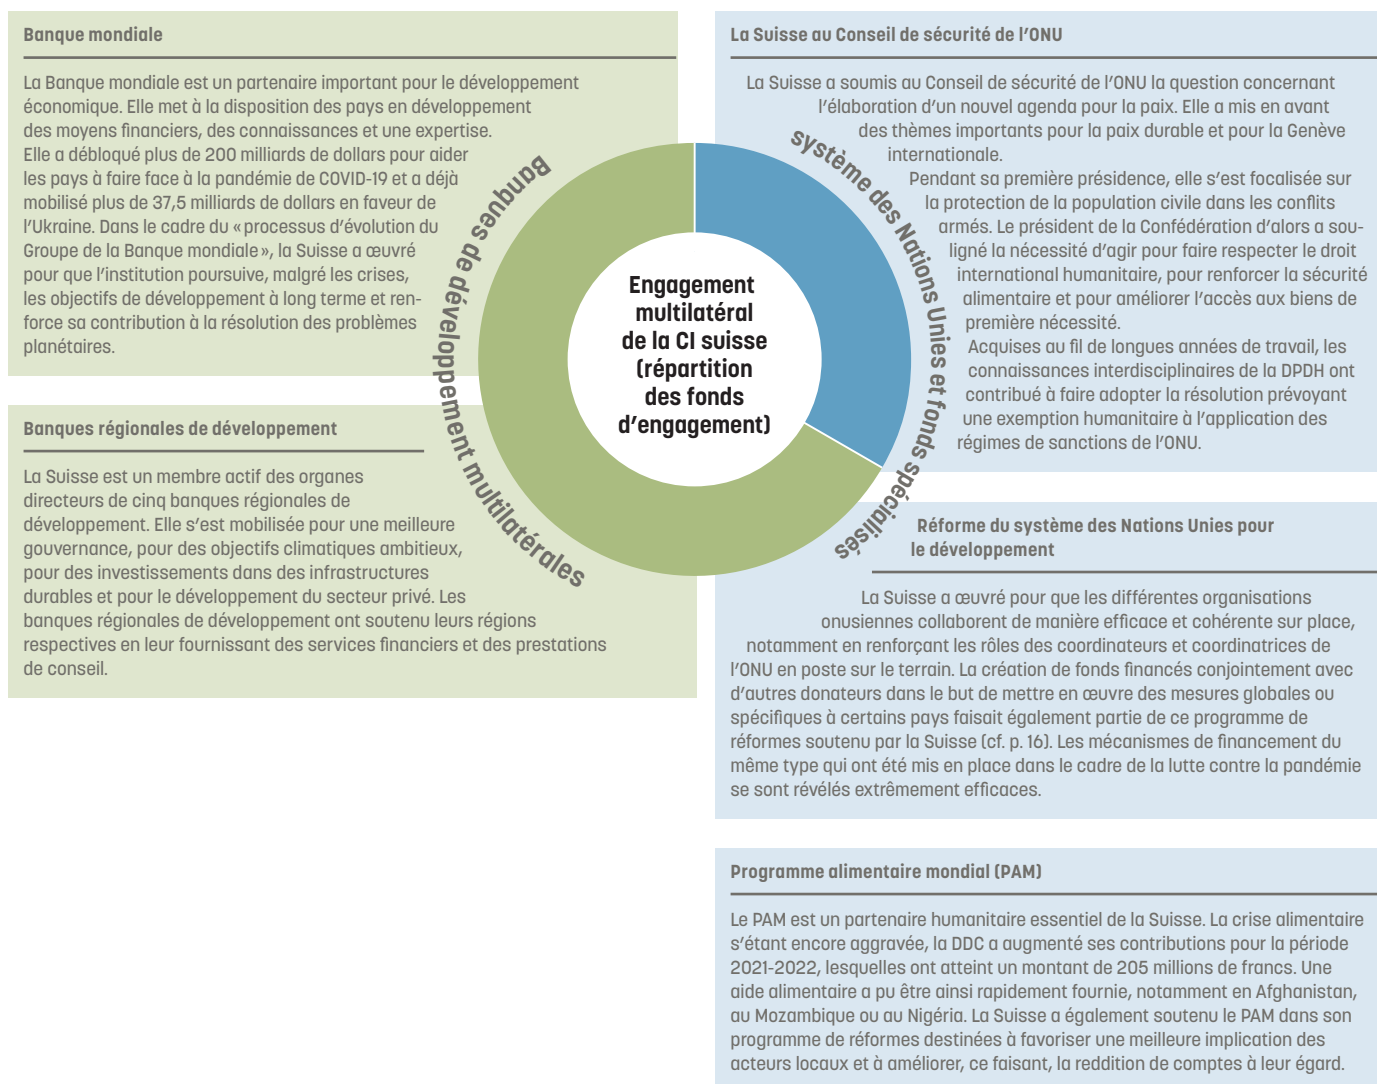 Banque mondiale
La Banque mondiale est un partenaire important pour le développement
économique. Elle met à la disposition des pays en développement
des moyens financiers, des connaissances et une expertise.
Elle a débloqué plus de 200 milliards de dollars pour aider
les pays à faire face à la pandémie de COVID-19 et a déjà
mobilisé plus de 37,5 milliards de dollars en faveur de
l’Ukraine. Dans le cadre du « processus d’évolution du
Groupe de la Banque mondiale », la Suisse a œuvré
pour que l’institution poursuive, malgré les crises,
les objectifs de développement à long terme et ren-
force sa contribution à la résolution des problèmes
planétaires.
Banques régionales de développement
La Suisse est un membre actif des organes
directeurs de cinq banques régionales de
développement. Elle s’est mobilisée pour une meilleure
gouvernance, pour des objectifs climatiques ambitieux,
pour des investissements dans des infrastructures
durables et pour le développement du secteur privé. Les
banques régionales de développement ont soutenu leurs régions
respectives en leur fournissant des services financiers et des prestations
de conseil.
Banques de développement multilatérales
Engagement
multilatéral
de la CI suisse
(répartition
des fonds
d’engagement)
système des Nations Unies et fonds spécialisés
La Suisse au Conseil de sécurité de l’ONU
La Suisse a soumis au Conseil de sécurité de l’ONU la question concernant
l’élaboration d’un nouvel agenda pour la paix. Elle a mis en avant
des thèmes importants pour la paix durable et pour la Genève
internationale.
Pendant sa première présidence, elle s’est focalisée sur
la protection de la population civile dans les conflits
armés. Le président de la Confédération d’alors a sou-
ligné la nécessité d’agir pour faire respecter le droit
international humanitaire, pour renforcer la sécurité
alimentaire et pour améliorer l’accès aux biens de
première nécessité.
Acquises au fil de longues années de travail, les
connaissances interdisciplinaires de la DPDH ont
contribué à faire adopter la résolution prévoyant
une exemption humanitaire à l’application des
régimes de sanctions de l’ONU.
Réforme du système des Nations Unies pour
le développement
La Suisse a œuvré pour que les différentes organisations
onusiennes collaborent de manière efficace et cohérente sur place,
notamment en renforçant les rôles des coordinateurs et coordinatrices de
l’ONU en poste sur le terrain. La création de fonds financés conjointement avec
d’autres donateurs dans le but de mettre en œuvre des mesures globales ou
spécifiques à certains pays faisait également partie de ce programme de
réformes soutenu par la Suisse (cf. p. 16). Les mécanismes de financement du
même type qui ont été mis en place dans le cadre de la lutte contre la pandémie
se sont révélés extrêmement efficaces.
Programme alimentaire mondial (PAM)
Le PAM est un partenaire humanitaire essentiel de la Suisse. La crise alimentaire
s’étant encore aggravée, la DDC a augmenté ses contributions pour la période
2021-2022, lesquelles ont atteint un montant de 205 millions de francs. Une
aide alimentaire a pu être ainsi rapidement fournie, notamment en Afghanistan,
au Mozambique ou au Nigéria. La Suisse a également soutenu le PAM dans son
programme de réformes destinées à favoriser une meilleure implication des
acteurs locaux et à améliorer, ce faisant, la reddition de comptes à leur égard.